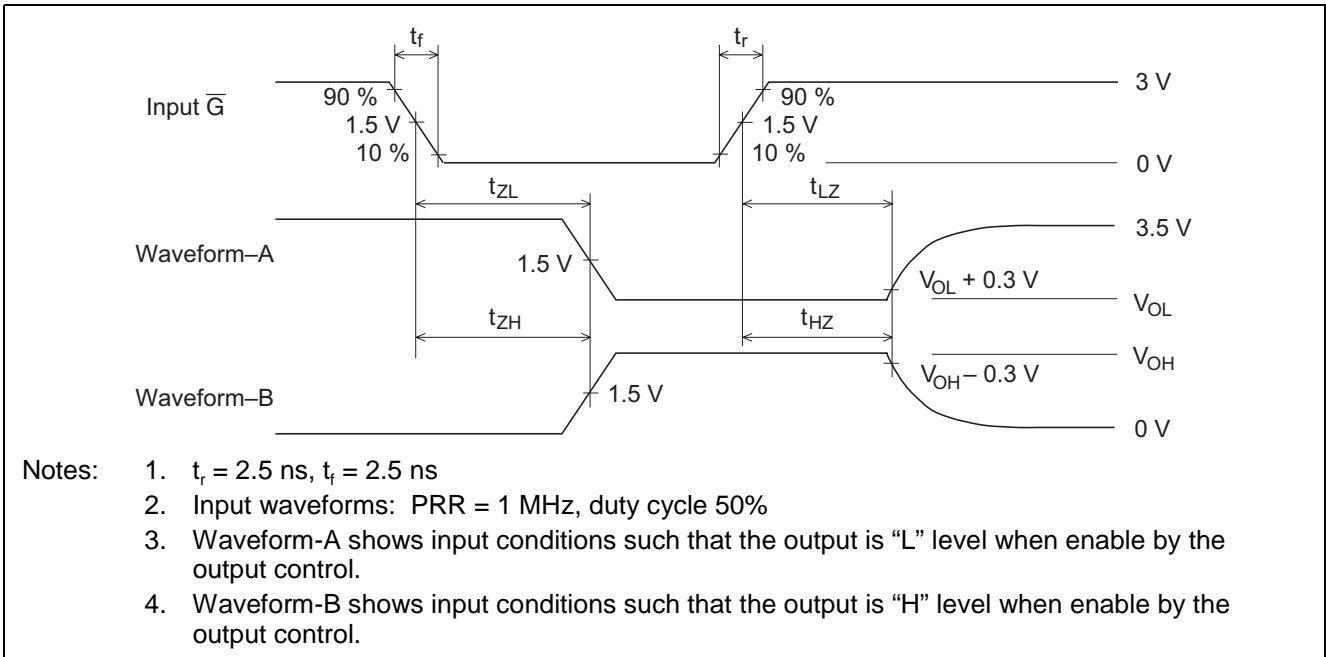 tf
tr
Input G̅
90 %
1.5 V
10 %
90 %
1.5 V
10 %
3 V
0 V
tZL
tLZ
Waveform–A
1.5 V
3.5 V
VOL + 0.3 V
VOL
tZH
tHZ
VOH
VOH – 0.3 V
Waveform–B
1.5 V
0 V
Notes: 1. tr = 2.5 ns, tf = 2.5 ns
2. Input waveforms: PRR = 1 MHz, duty cycle 50%
3. Waveform-A shows input conditions such that the output is “L” level when enable by the
output control.
4. Waveform-B shows input conditions such that the output is “H” level when enable by the
output control.